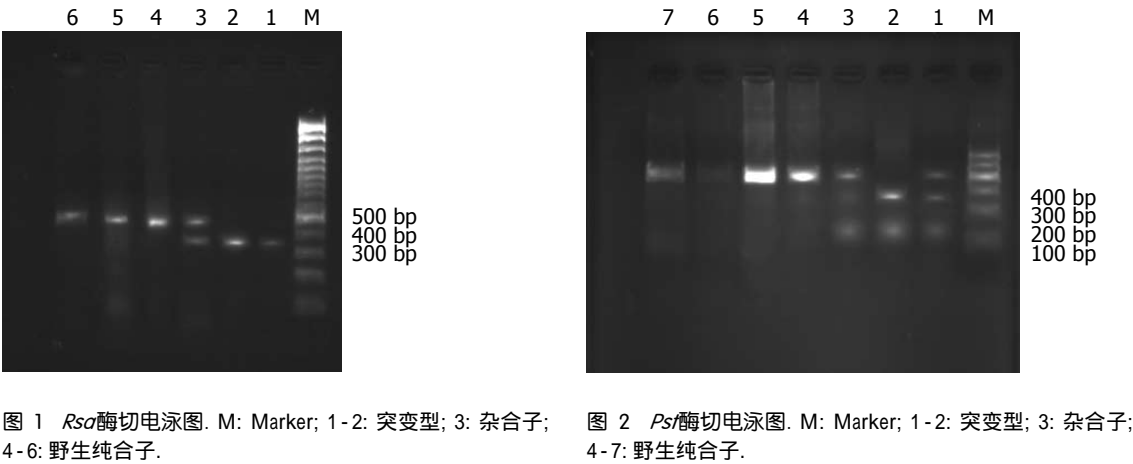 6 5 4 3 2 1 M
500 bp
400 bp
300 bp
图 1 Rsa酶切电泳图. M: Marker; 1-2: 突变型; 3: 杂合子;
4-6: 野生纯合子.
7 6 5 4 3 2 1 M
400 bp
300 bp
200 bp
100 bp
图 2 Pst酶切电泳图. M: Marker; 1-2: 突变型; 3: 杂合子;
4-7: 野生纯合子.